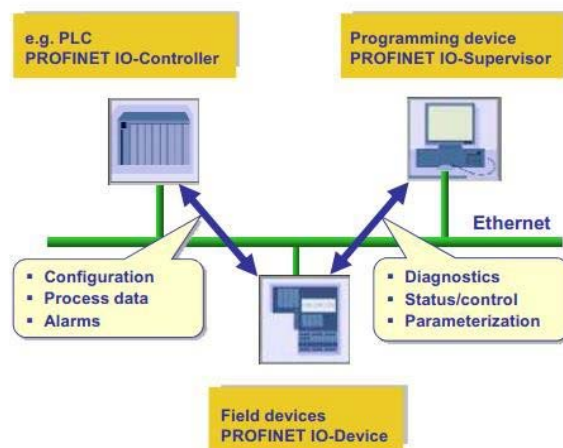 e.g. PLC
PROFINET IO-Controller
Programming device
PROFINET IO-Supervisor
Ethernet
▪ Configuration
▪ Process data
▪ Alarms
▪ Diagnostics
▪ Status/control
▪ Parameterization
Field devices
PROFINET IO-Device